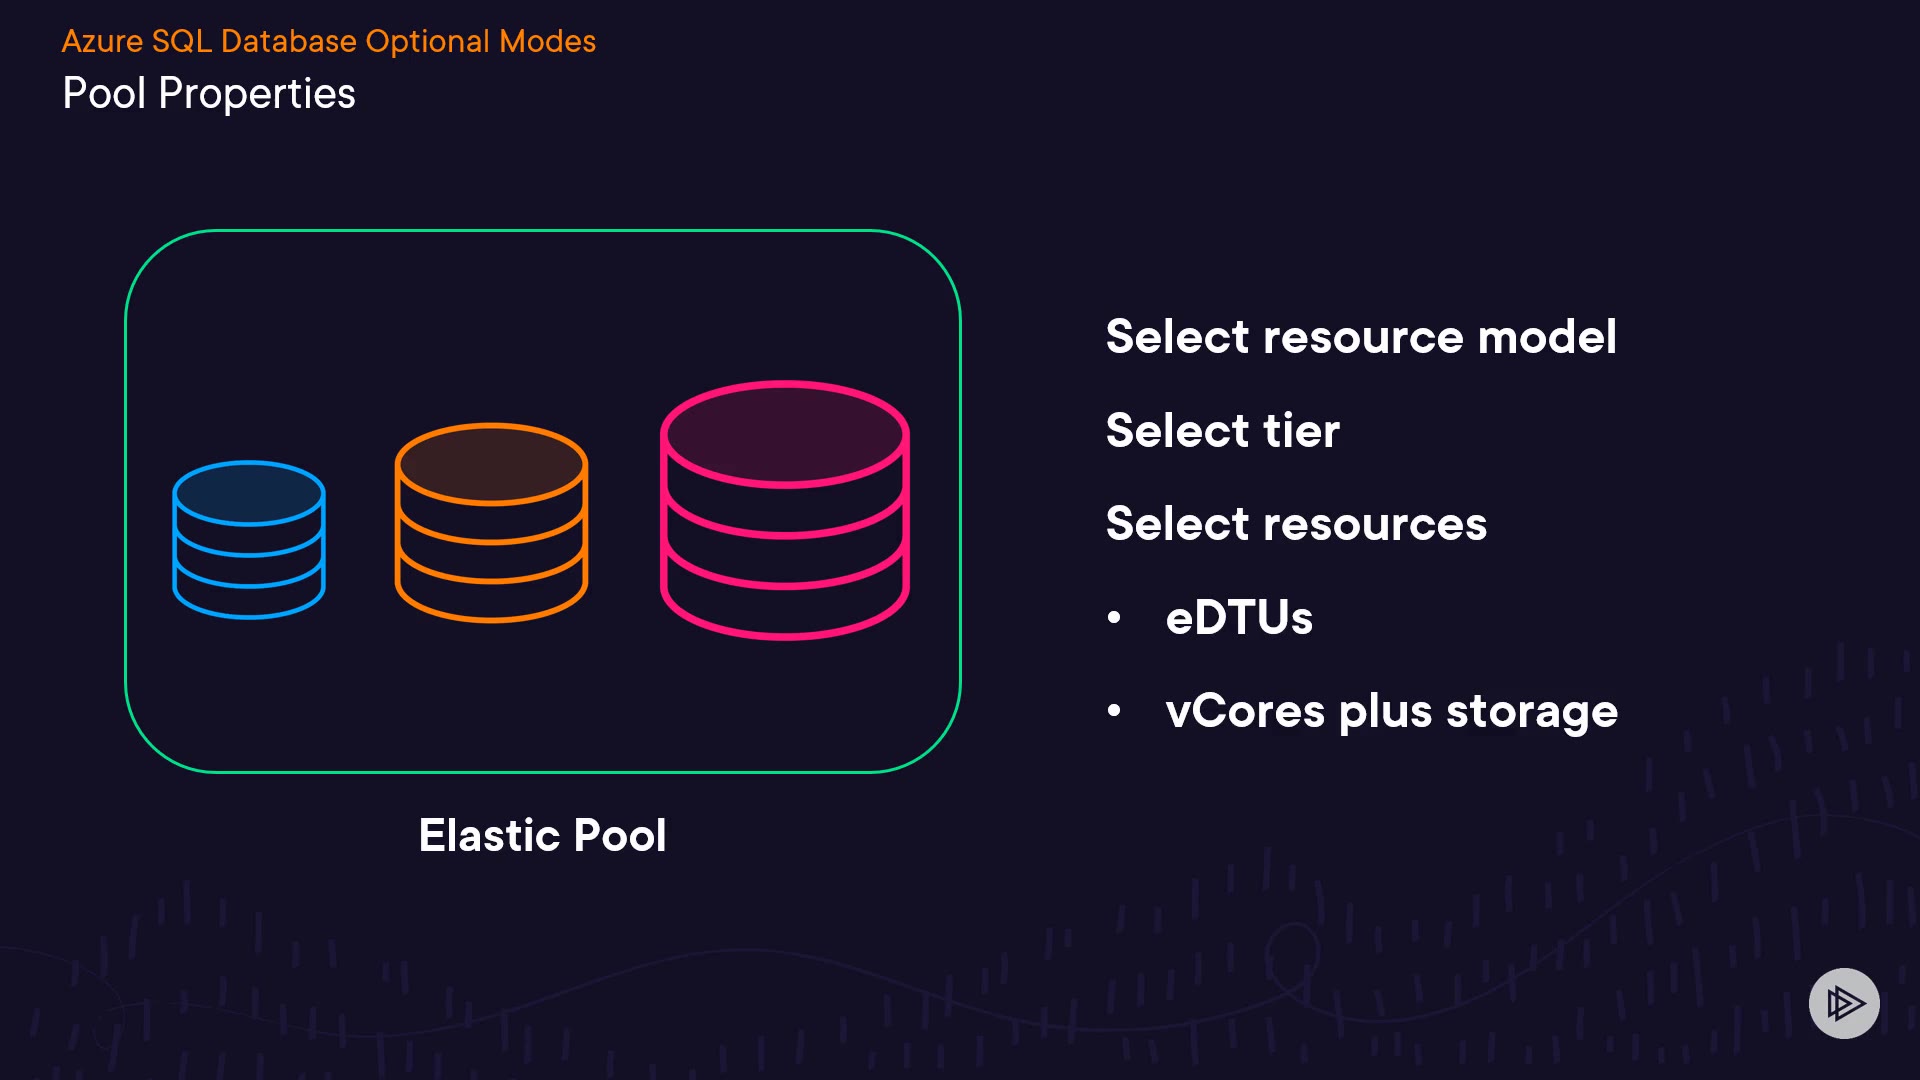 Azure SQL Database Optional Modes
Pool Properties
Select resource model
Select tier
Select resources
• eDTUs
• vCores plus storage
Elastic Pool